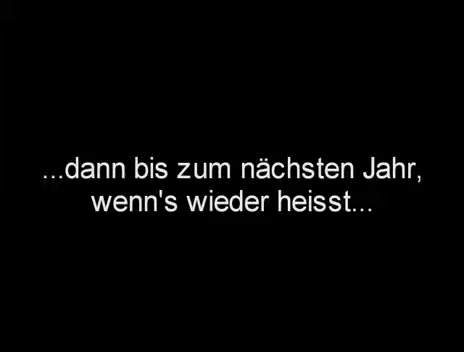 ...dann bis zum nächsten Jahr,
wenn's wieder heisst...